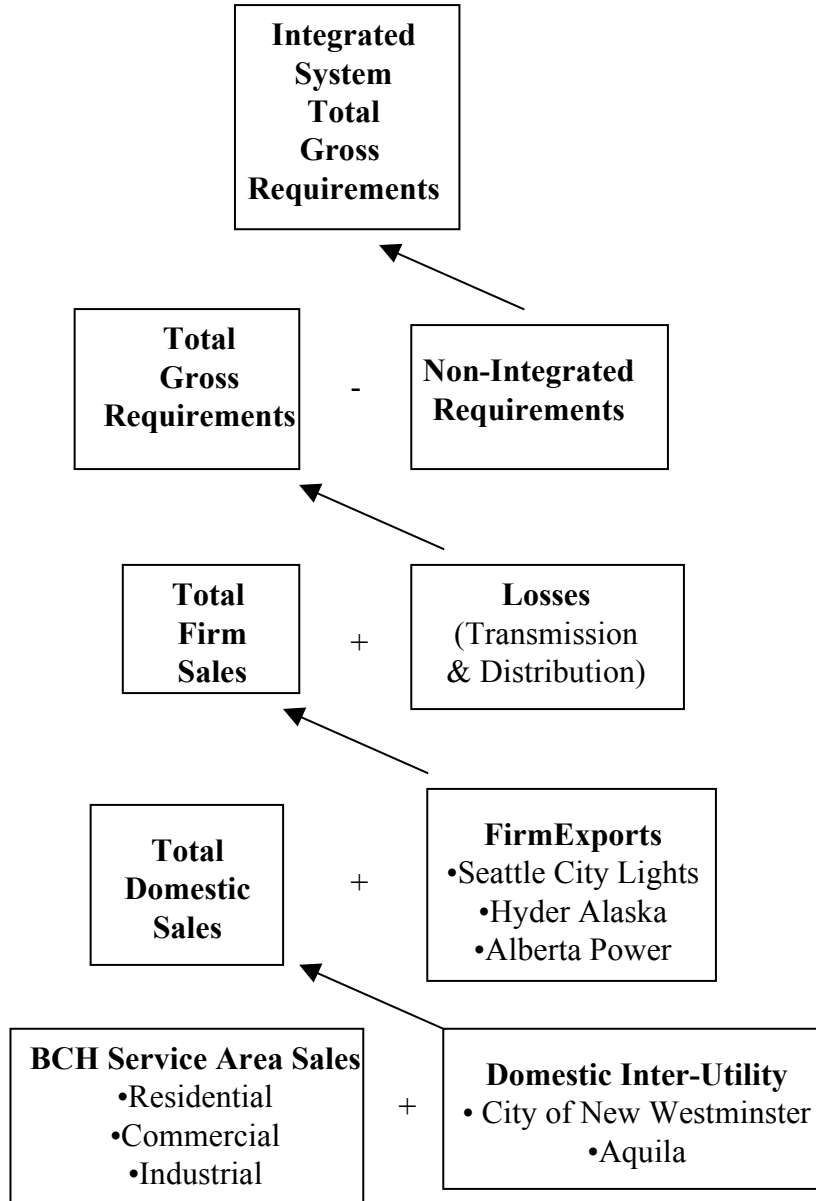 Integrated
System
Total
Gross
Requirements
Total
Gross
Requirements
-
Non-Integrated
Requirements
Total
Firm
Sales
+
Losses
(Transmission
& Distribution)
Total
Domestic
Sales
+
FirmExports
•Seattle City Lights
•Hyder Alaska
•Alberta Power
BCH Service Area Sales
•Residential
•Commercial
•Industrial
+
Domestic Inter-Utility
• City of New Westminster
•Aquila